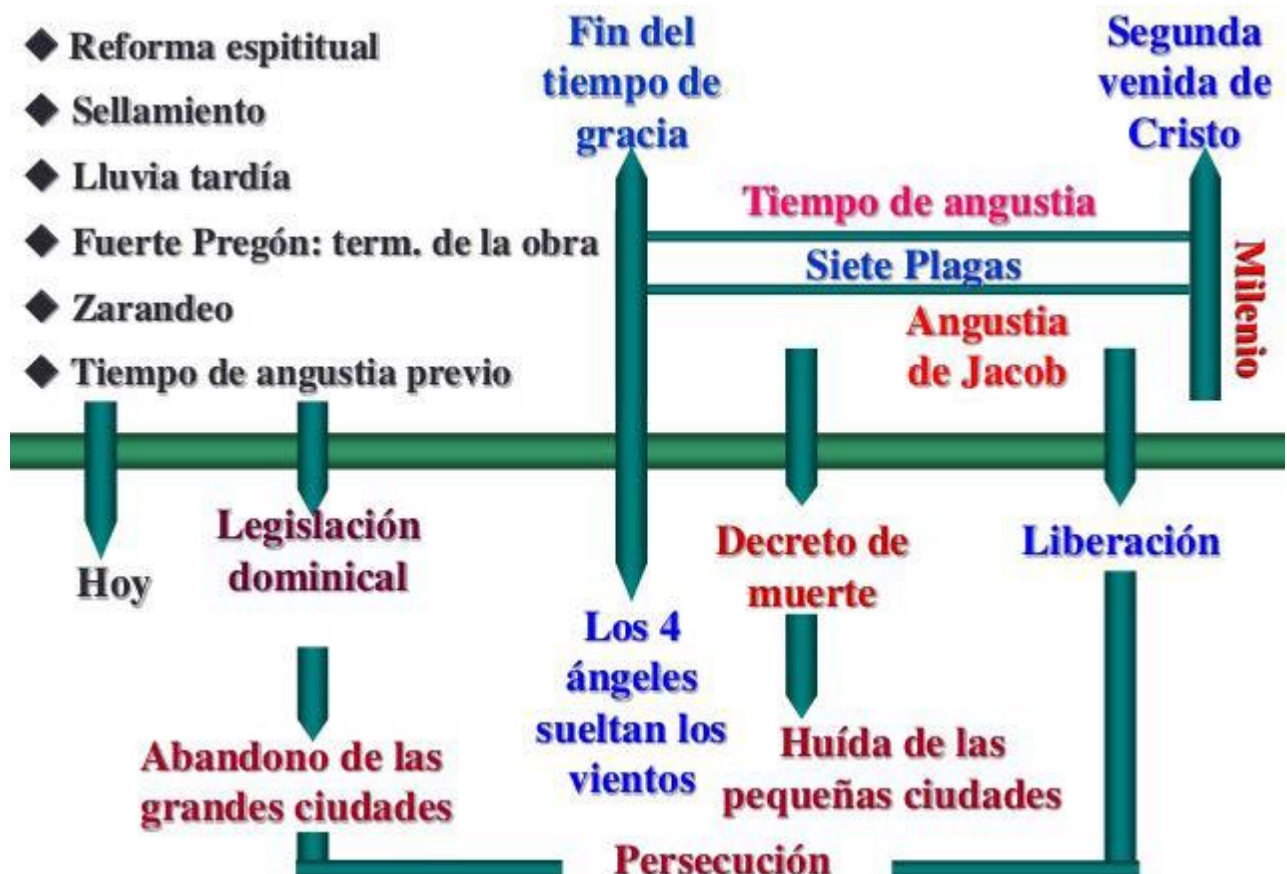 ◆ Reforma espititual
◆ Sellamiento
◆ Lluvia tardía
◆ Fuerte Pregón: term. de la obra
◆ Zarandeo
◆ Tiempo de angustia previo
Fin del
tiempo de
gracia
Segunda
venida de
Cristo
Tiempo de angustia
Siete Plagas
Angustia
de Jacob
Milenio
Hoy
Legislación
dominical
Decreto de
muerte
Liberación
Los 4
ángeles
sueltan los
vientos
Abandono de las
grandes ciudades
Huída de las
pequeñas ciudades
Persecución